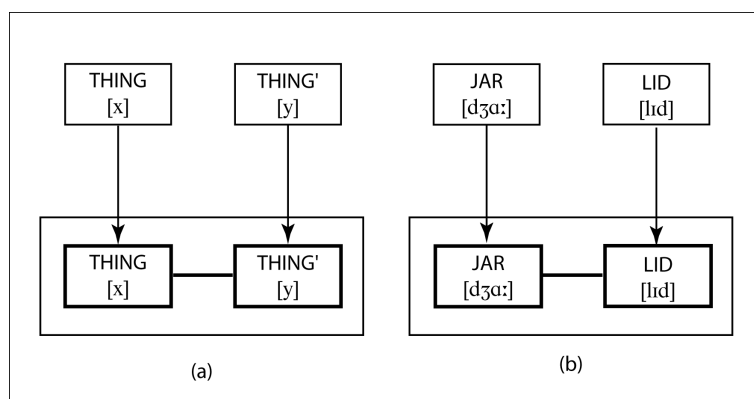 THING
[x]
THING'
[y]
JAR
[dʒɑː]
LID
[lɪd]
THING
[x]
THING'
[y]
JAR
[dʒɑː]
LID
[lɪd]
(a)
(b)